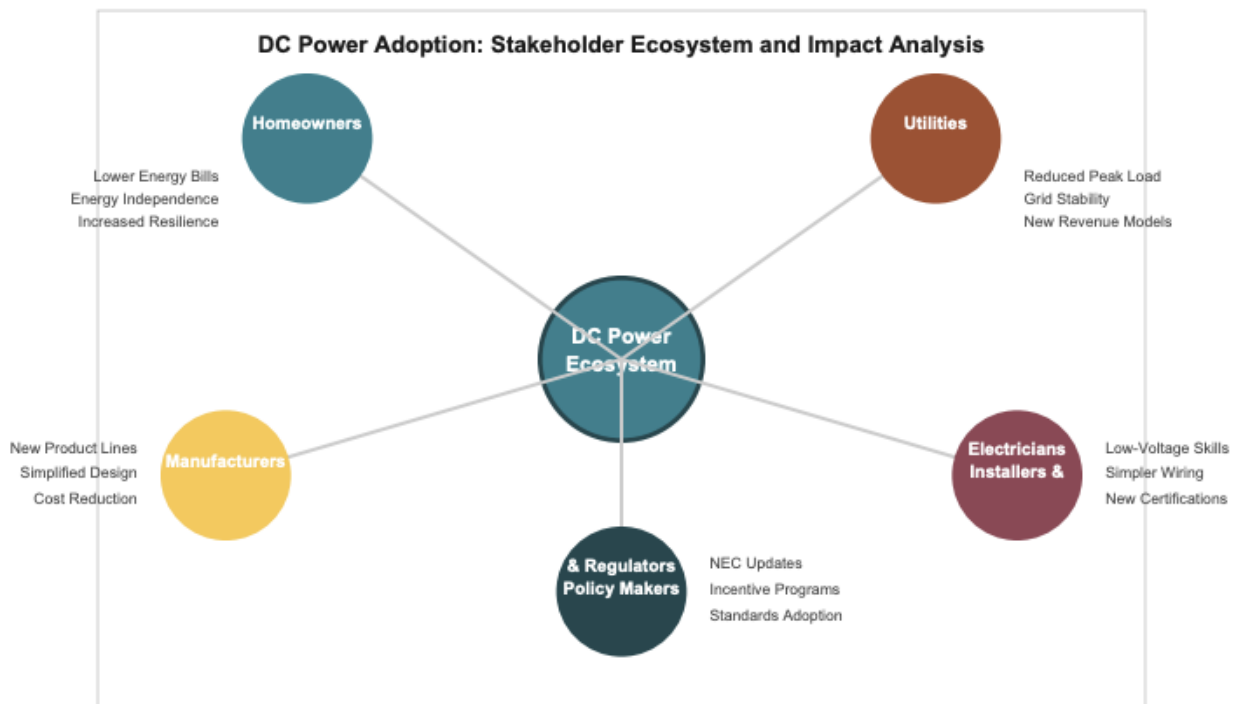 DC Power Adoption: Stakeholder Ecosystem and Impact Analysis
Homeowners
Lower Energy Bills
Energy Independence
Increased Resilience
Utilities
Reduced Peak Load
Grid Stability
New Revenue Models
DC Power
Ecosystem
Manufacturers
New Product Lines
Simplified Design
Cost Reduction
Electricians
Installers &
Low-Voltage Skills
Simpler Wiring
New Certifications
& Regulators
Policy Makers
NEC Updates
Incentive Programs
Standards Adoption